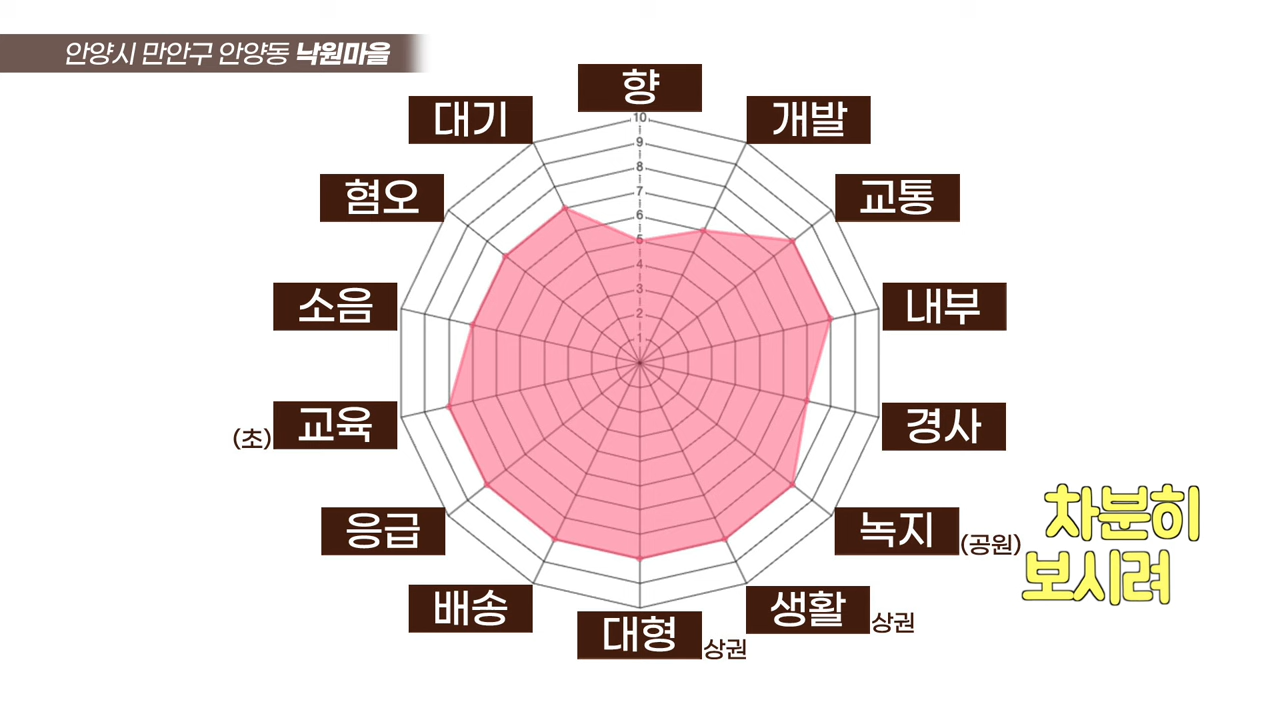 안양시 만안구 안양동 낙원마을
향
대기
개발
혐오
교통
소음
내부
(초) 교육
경사
응급
녹지 (공원)
배송
생활 상권
대형 상권
10
9
8
7
6
5
4
3
2
1
차분히
보시려